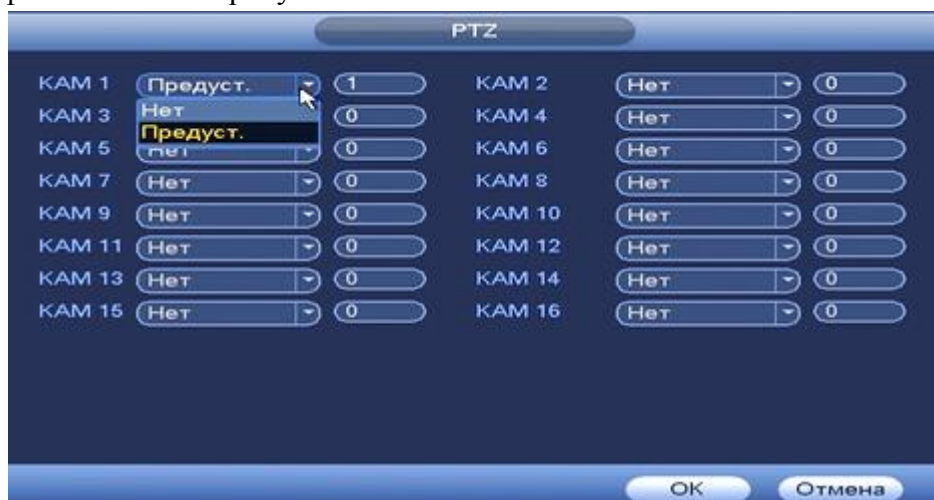 PTZ
КАМ 1 Предуст. 1 КАМ 2 Нет 0
КАМ 3 Нет 0 КАМ 4 Нет 0
Предуст.
КАМ 5 Нет 0 КАМ 6 Нет 0
КАМ 7 Нет 0 КАМ 8 Нет 0
КАМ 9 Нет 0 КАМ 10 Нет 0
КАМ 11 Нет 0 КАМ 12 Нет 0
КАМ 13 Нет 0 КАМ 14 Нет 0
КАМ 15 Нет 0 КАМ 16 Нет 0
OK Отмена